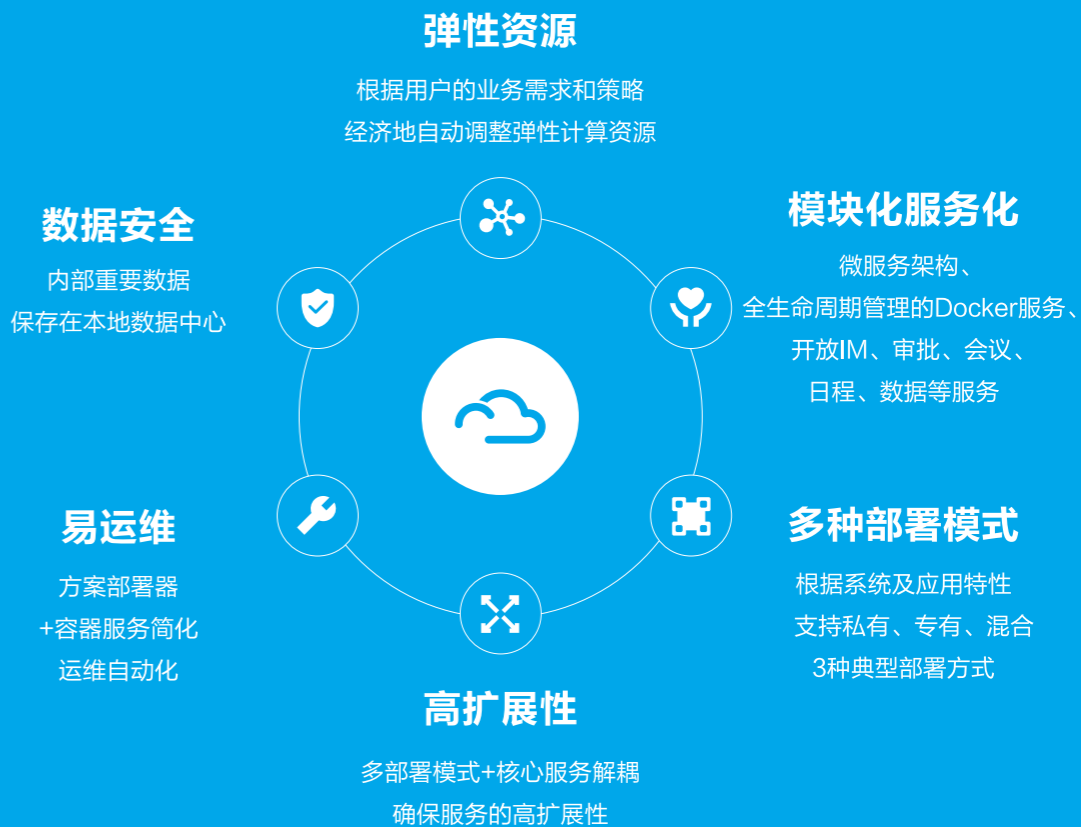 弹性资源
根据用户的业务需求和策略
经济地自动调整弹性计算资源
数据安全
内部重要数据
保存在本地数据中心
模块化服务化
微服务架构、
全生命周期管理的Docker服务、
开放IM、审批、会议、
日程、数据等服务
易运维
方案部署器
+容器服务简化
运维自动化
多种部署模式
根据系统及应用特性
支持私有、专有、混合
3种典型部署方式
高扩展性
多部署模式+核心服务解耦
确保服务的高扩展性